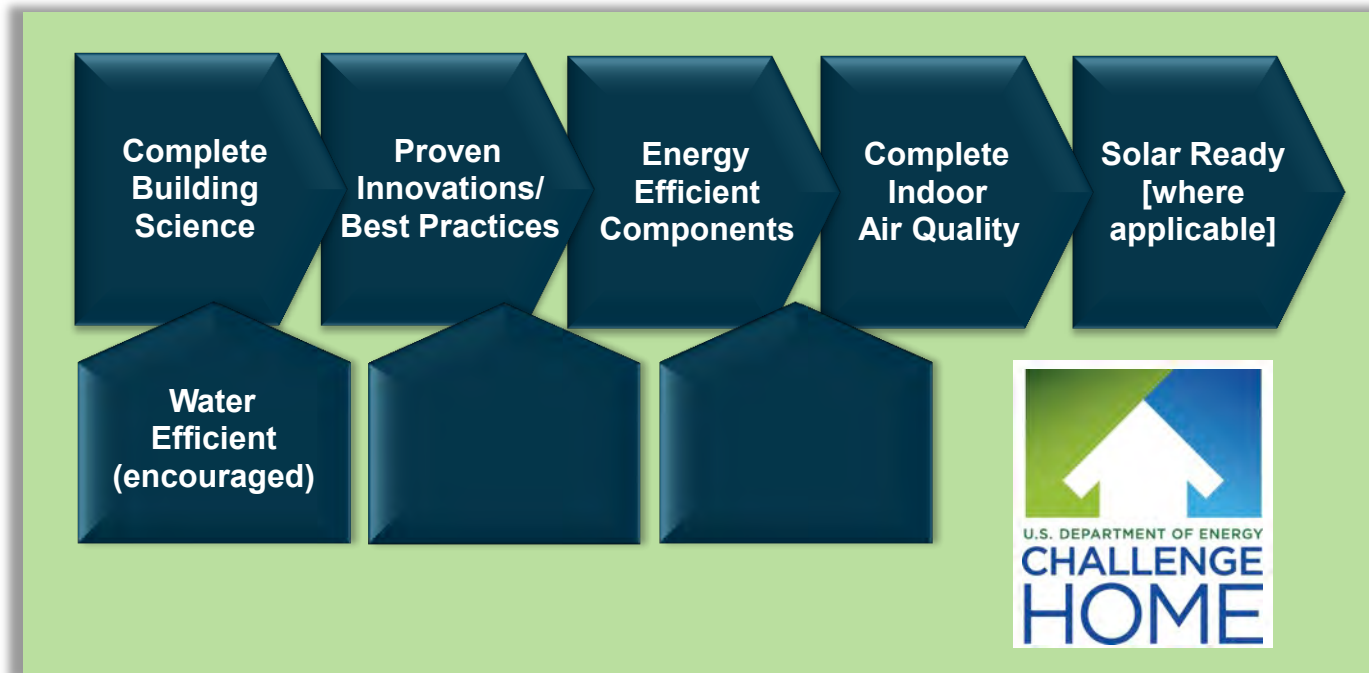 Complete
Building
Science
Proven
Innovations/
Best Practices
Energy
Efficient
Components
Complete
Indoor
Air Quality
Solar Ready
[where
applicable]
Water
Efficient
(encouraged)
U.S. DEPARTMENT OF ENERGY
CHALLENGE
HOME